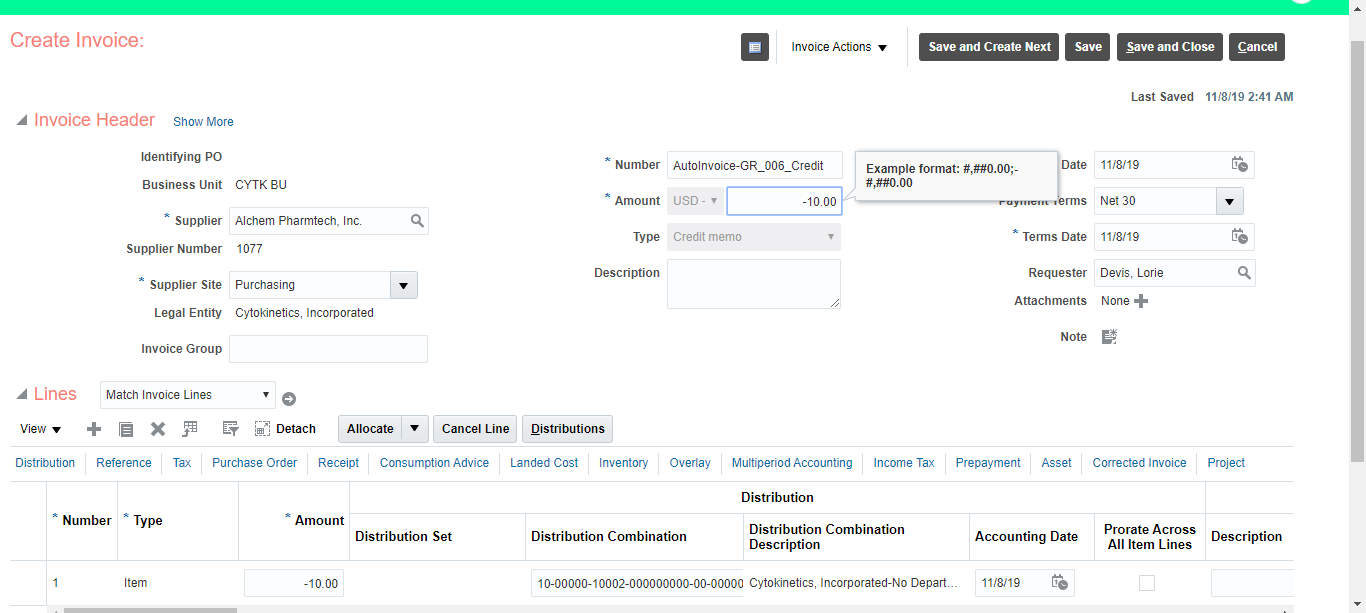 Create Invoice:
Invoice Actions
Save and Create Next
Save
Save and Close
Cancel
Last Saved 11/8/19 2:41 AM
Invoice Header Show More
Identifying PO
Business Unit CYTK BU
* Supplier Alchem Pharmtech, Inc.
Supplier Number 1077
* Supplier Site Purchasing
Legal Entity Cytokinetics, Incorporated
Invoice Group
* Number AutoInvoice-GR_006_Credit
* Amount USD - -10.00
Type Credit memo
Description
Example format: #,##0.00;-
#,##0.00
Date 11/8/19
Payment Terms Net 30
* Terms Date 11/8/19
Requester Devis, Lorie
Attachments None
Note
Lines Match Invoice Lines
View Detach Allocate Cancel Line Distributions
Distribution Reference Tax Purchase Order Receipt Consumption Advice Landed Cost Inventory Overlay Multiperiod Accounting Income Tax Prepayment Asset Corrected Invoice Project
Distribution
* Number * Type * Amount
Distribution Set
Distribution Combination
Distribution Combination
Description
Accounting Date
Prorate Across
All Item Lines
Description
1 Item -10.00 10-00000-10002-000000000-00-00000 Cytokinetics, Incorporated-No Depart... 11/8/19